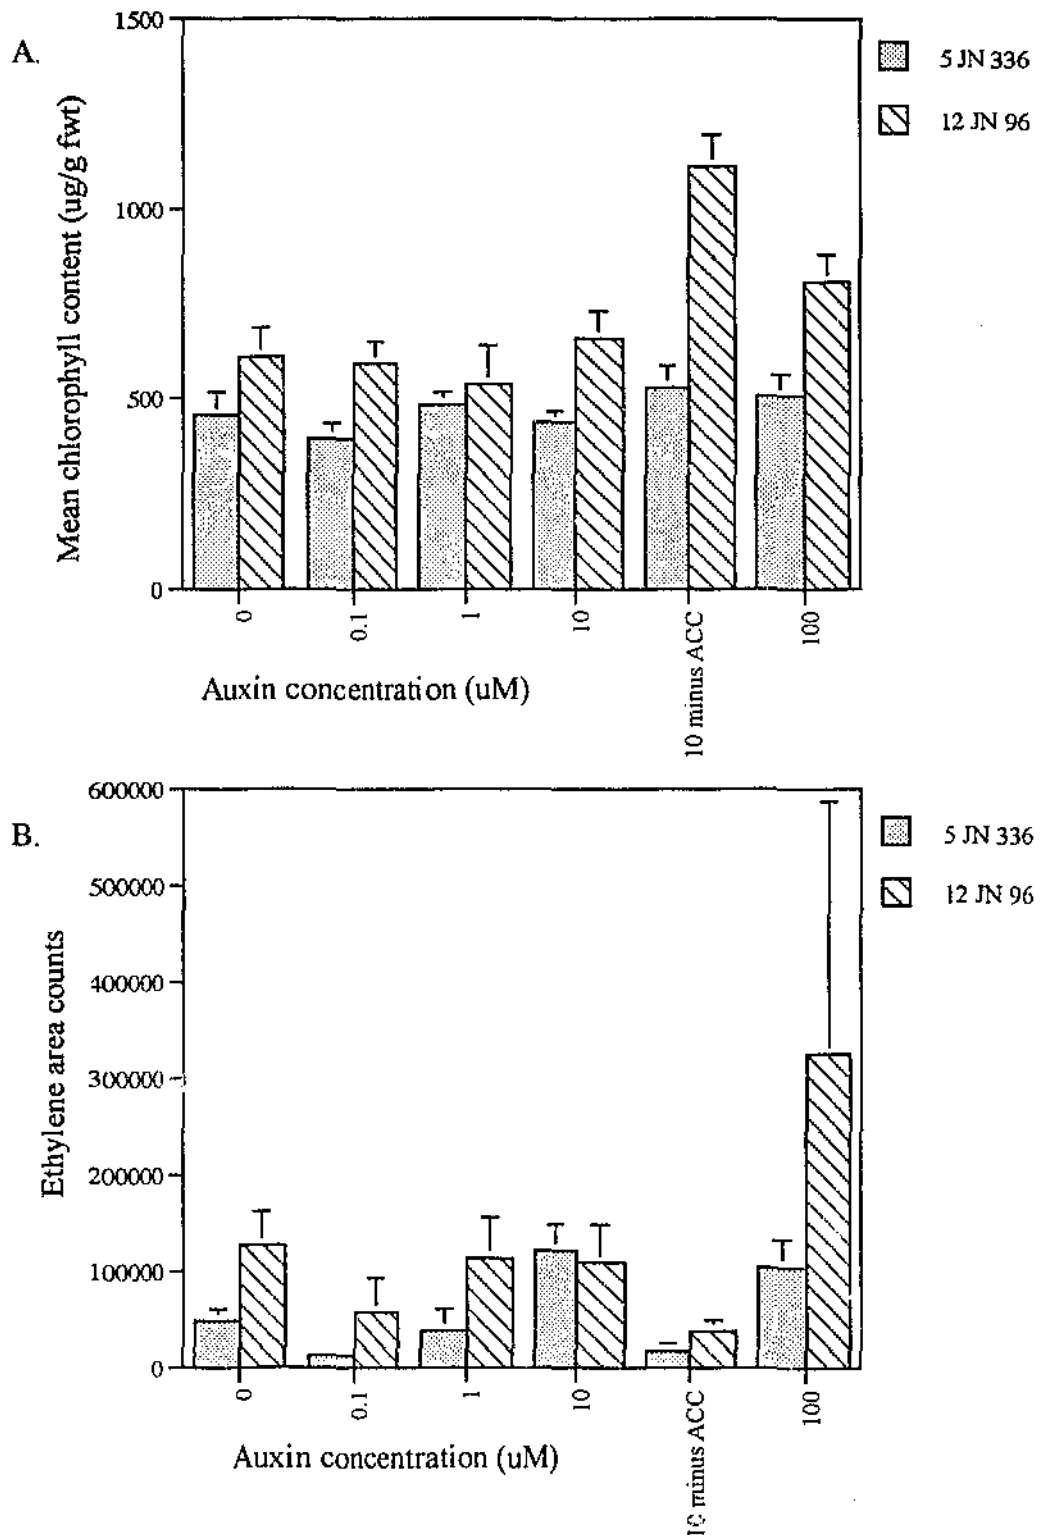 A.
Mean chlorophyll content (ug/g fwt)
1500
1000
500
0
0
0.1
1
10
10 minus ACC
100
Auxin concentration (uM)
5 JN 336
12 JN 96
B.
Ethylene area counts
600000
500000
400000
300000
200000
100000
0
0
0.1
1
10
10 minus ACC
100
Auxin concentration (uM)
5 JN 336
12 JN 96